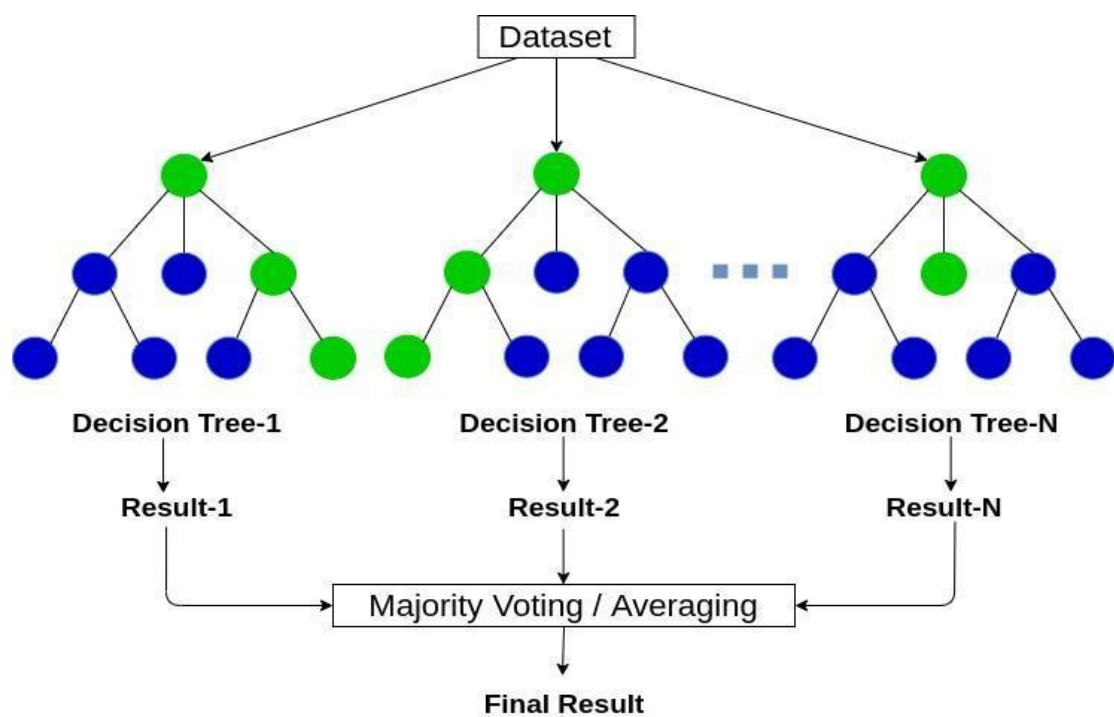 Dataset
Decision Tree-1
Decision Tree-2
Decision Tree-N
Result-1
Result-2
Result-N
Majority Voting / Averaging
Final Result